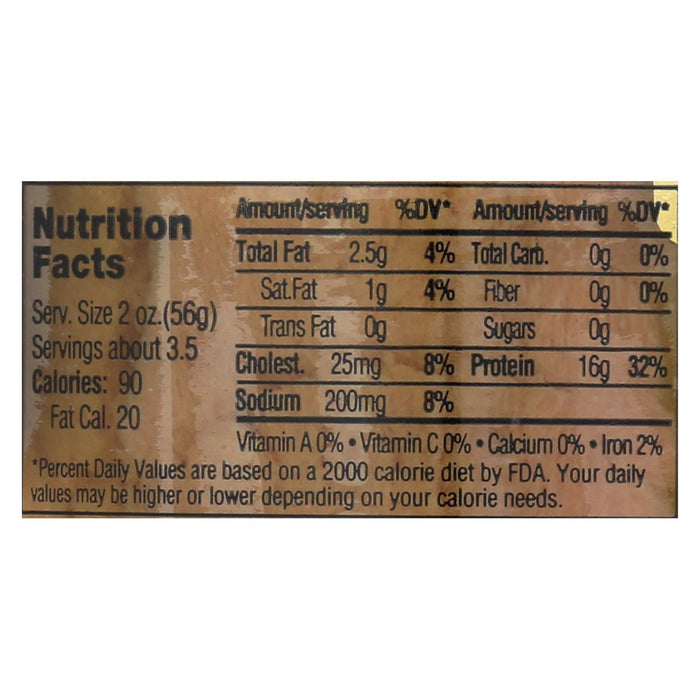 Nutrition
Facts
Serv. Size 2 oz.(56g)
Servings about 3.5
Calories: 90
Fat Cal. 20
Amount/serving %DV* Amount/serving %DV*
Total Fat 2.5g 4% Total Carb. 0g 0%
Sat.Fat 1g 4% Fiber 0g 0%
Trans Fat 0g Sugars 0g
Cholest. 25mg 8% Protein 16g 32%
Sodium 200mg 8%
Vitamin A 0% • Vitamin C 0% • Calcium 0% • Iron 2%
*Percent Daily Values are based on a 2000 calorie diet by FDA. Your daily
values may be higher or lower depending on your calorie needs.